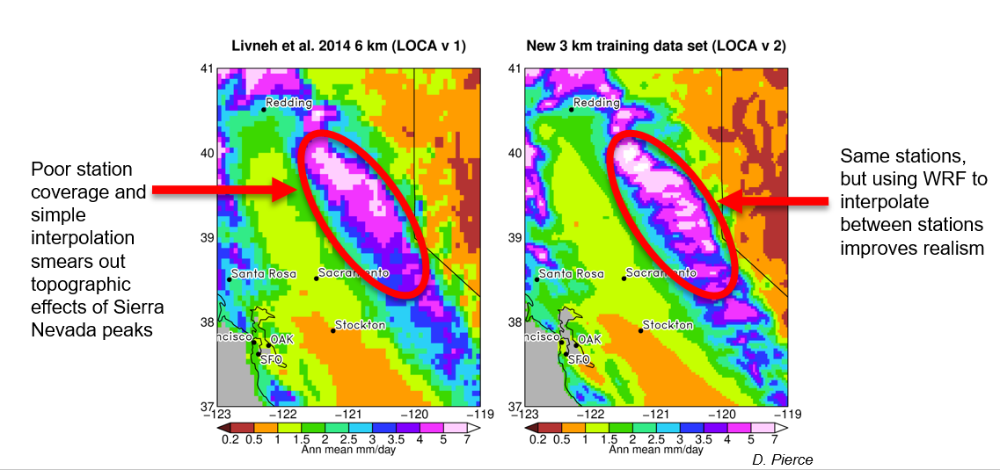 Livneh et al. 2014 6 km (LOCA v 1)
New 3 km training data set (LOCA v 2)
Poor station
coverage and
simple
interpolation
smears out
topographic
effects of Sierra
Nevada peaks
41
40
39
38
37
−123
−122
−121
−120
−119
Redding
Santa Rosa
Sacramento
Stockton
ncisco
OAK
SFO
0.2 0.5 1 1.5 2 2.5 3 3.5 4 5 7
Ann mean mm/day
41
40
39
38
37
−123
−122
−121
−120
−119
Redding
Santa Rosa
Sacramento
Stockton
ncisco
OAK
SFO
0.2 0.5 1 1.5 2 2.5 3 3.5 4 5 7
Ann mean mm/day
Same stations,
but using WRF to
interpolate
between stations
improves realism
D. Pierce